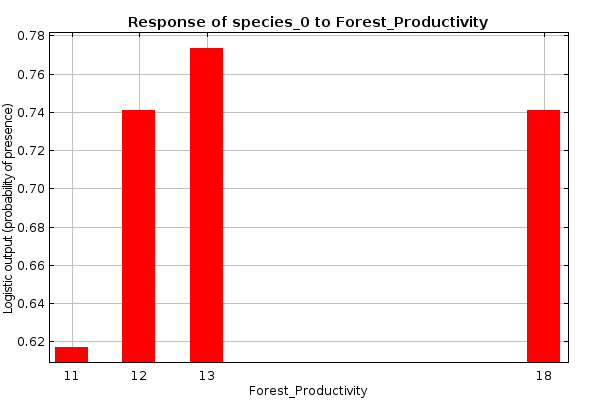 Response of species_0 to Forest_Productivity
Logistic output (probability of presence)
0.78
0.76
0.74
0.72
0.70
0.68
0.66
0.64
0.62
11 12 13 18
Forest_Productivity